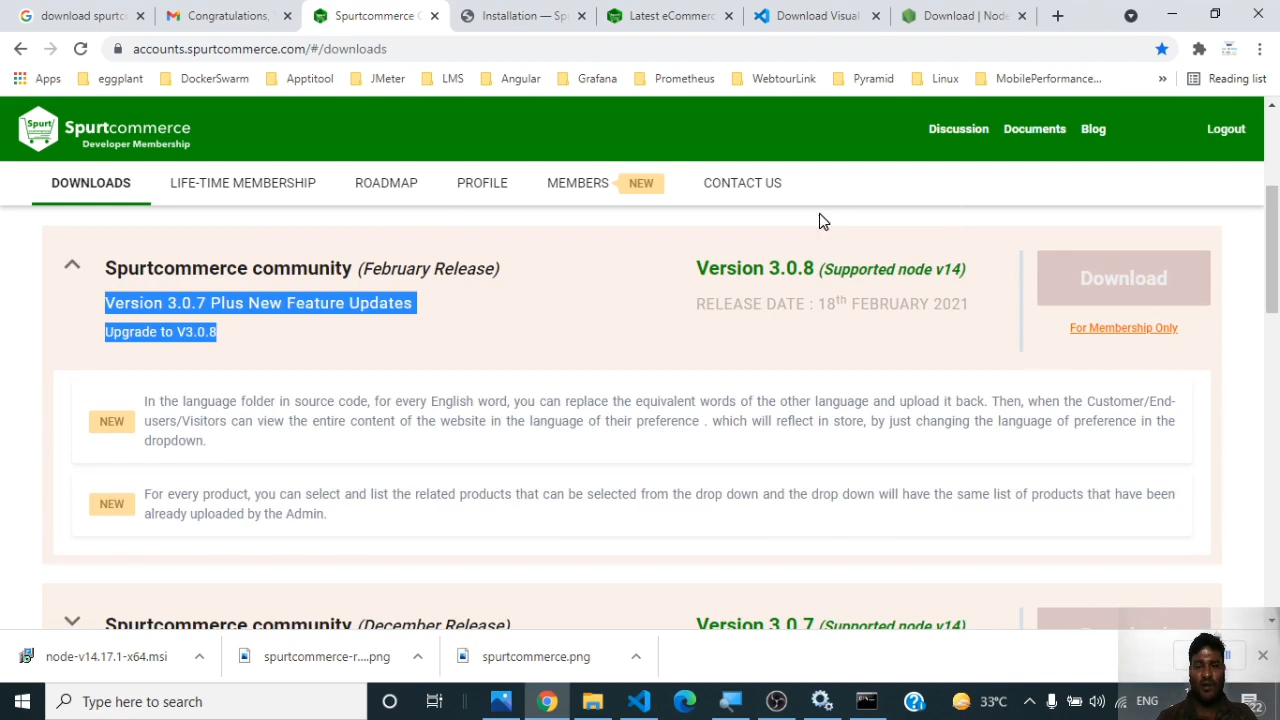 download spurtco
Congratulations,
Spurtcommerce C
Installation — Sp
Latest eCommerc
Download Visual
Download | Node
accounts.spurtcommerce.com/#/downloads
Apps
eggplant
DockerSwarm
Apptitool
JMeter
LMS
Angular
Grafana
Prometheus
WebtourLink
Pyramid
Linux
MobilePerformance...
»
Reading list
Spurt
Spurtcommerce
Developer Membership
Discussion
Documents
Blog
Logout
DOWNLOADS
LIFE-TIME MEMBERSHIP
ROADMAP
PROFILE
MEMBERS
NEW
CONTACT US
Spurtcommerce community (February Release)
Version 3.0.8 (Supported node v14)
Download
Version 3.0.7 Plus New Feature Updates
RELEASE DATE : 18th FEBRUARY 2021
Upgrade to V3.0.8
For Membership Only
NEW
In the language folder in source code, for every English word, you can replace the equivalent words of the other language and upload it back. Then, when the Customer/End-
users/Visitors can view the entire content of the website in the language of their preference . which will reflect in store, by just changing the language of preference in the
dropdown.
NEW
For every product, you can select and list the related products that can be selected from the drop down and the drop down will have the same list of products that have been
already uploaded by the Admin.
Spurtcommerce community (December Release)
Version 3.0.7 (Supported node v14)
node-v14.17.1-x64.msi
spurtcommerce-r....png
spurtcommerce.png
Type here to search
33°C
ENG